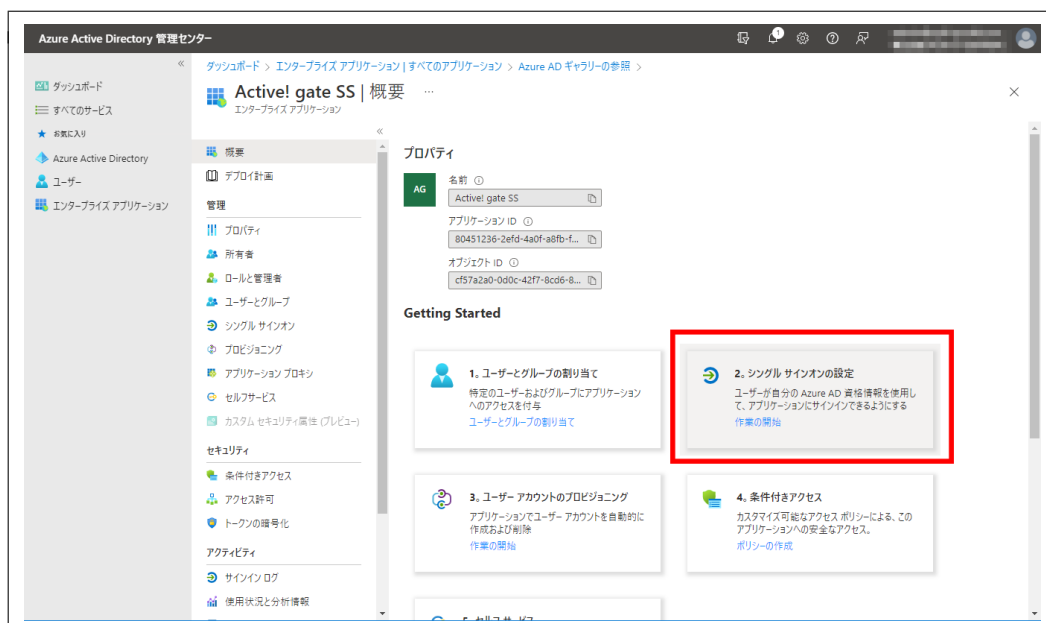 Azure Active Directory 管理センター
1
«
ダッシュボード
すべてのサービス
お気に入り
Azure Active Directory
ユーザー
エンタープライズ アプリケーション
ダッシュボード > エンタープライズ アプリケーション | すべてのアプリケーション > Azure AD ギャラリーの参照 >
Active! gate SS | 概要 …
エンタープライズ アプリケーション
«
概要
デプロイ計画
管理
プロパティ
所有者
ロールと管理者
ユーザーとグループ
シングル サインオン
プロビジョニング
アプリケーション プロキシ
セルフサービス
カスタム セキュリティ属性 (プレビュー)
セキュリティ
条件付きアクセス
アクセス許可
トークンの暗号化
アクティビティ
サインイン ログ
使用状況と分析情報
プロパティ
AG
名前
Active! gate SS
アプリケーション ID
80451236-2efd-4a0f-a8fb-f...
オブジェクト ID
cf57a2a0-0d0c-42f7-8cd6-8...
Getting Started
1。ユーザーとグループの割り当て
特定のユーザーおよびグループにアプリケーション
へのアクセスを付与
ユーザーとグループの割り当て
2。シングル サインオンの設定
ユーザーが自分の Azure AD 資格情報を使用し
て、アプリケーションにサインインできるようにする
作業の開始
3。ユーザー アカウントのプロビジョニング
アプリケーションでユーザー アカウントを自動的に
作成および削除
作業の開始
4。条件付きアクセス
カスタマイズ可能なアクセス ポリシーによる、この
アプリケーションへの安全なアクセス。
ポリシーの作成